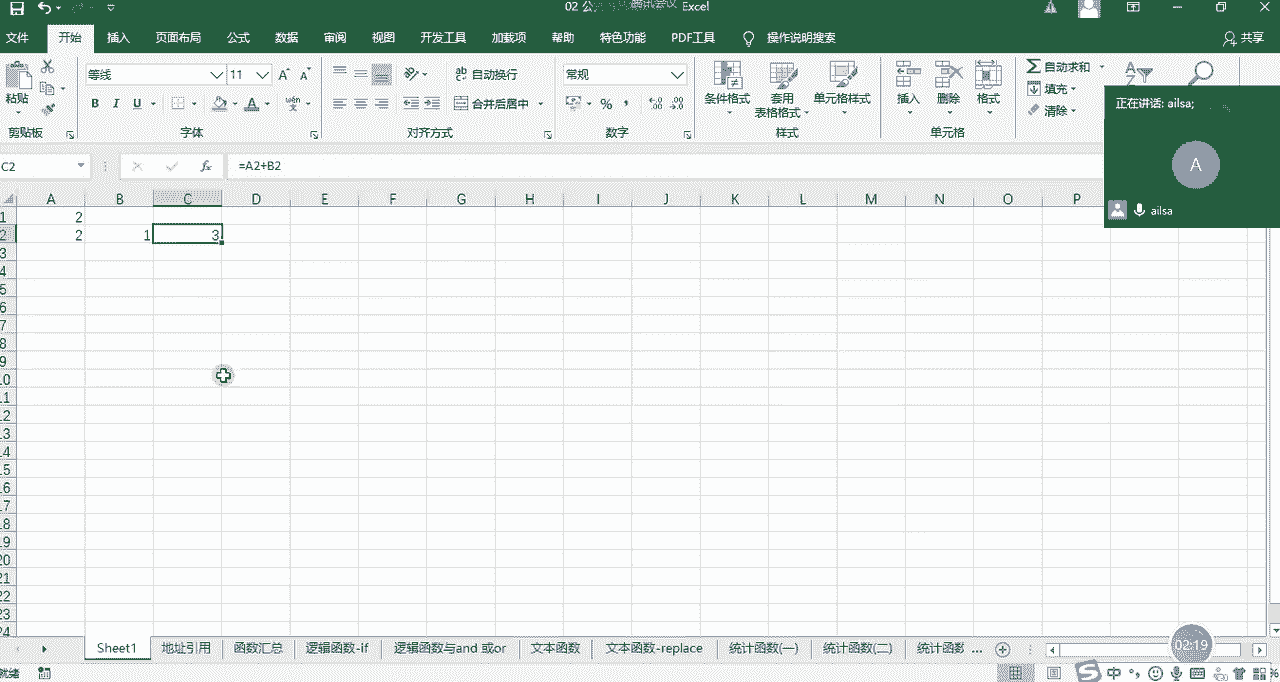 02 公 Excel
文件 开始 插入 页面布局 公式 数据 审阅 视图 开发工具 加载项 帮助 特色功能 PDF工具 操作说明搜索 共享
等线 11 A A 自动换行 常规 自动求和
粘贴 B I U A 合并后居中 % 条件格式 套用 表格格式 单元格样式 插入 删除 格式 填充 清除
剪贴板 字体 对齐方式 数字 样式 单元格
正在讲话: ailsa;
A
ailsa
C2 fx =A2+B2
A B C D E F G H I J K L M N O P
1 2
2 2 1 3
3
4
5
6
7
8
9
10
11
12
13
14
15
16
17
18
19
20
21
22
23
24
Sheet1 地址引用 函数汇总 逻辑函数-if 逻辑函数与and 或or 文本函数 文本函数-replace 统计函数(一) 统计函数(二) 统计函数 ...
02:19
就绪 中